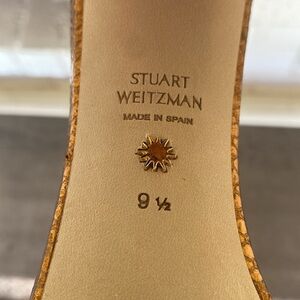 STUART
WEITZMAN
MADE IN SPAIN
9 ½